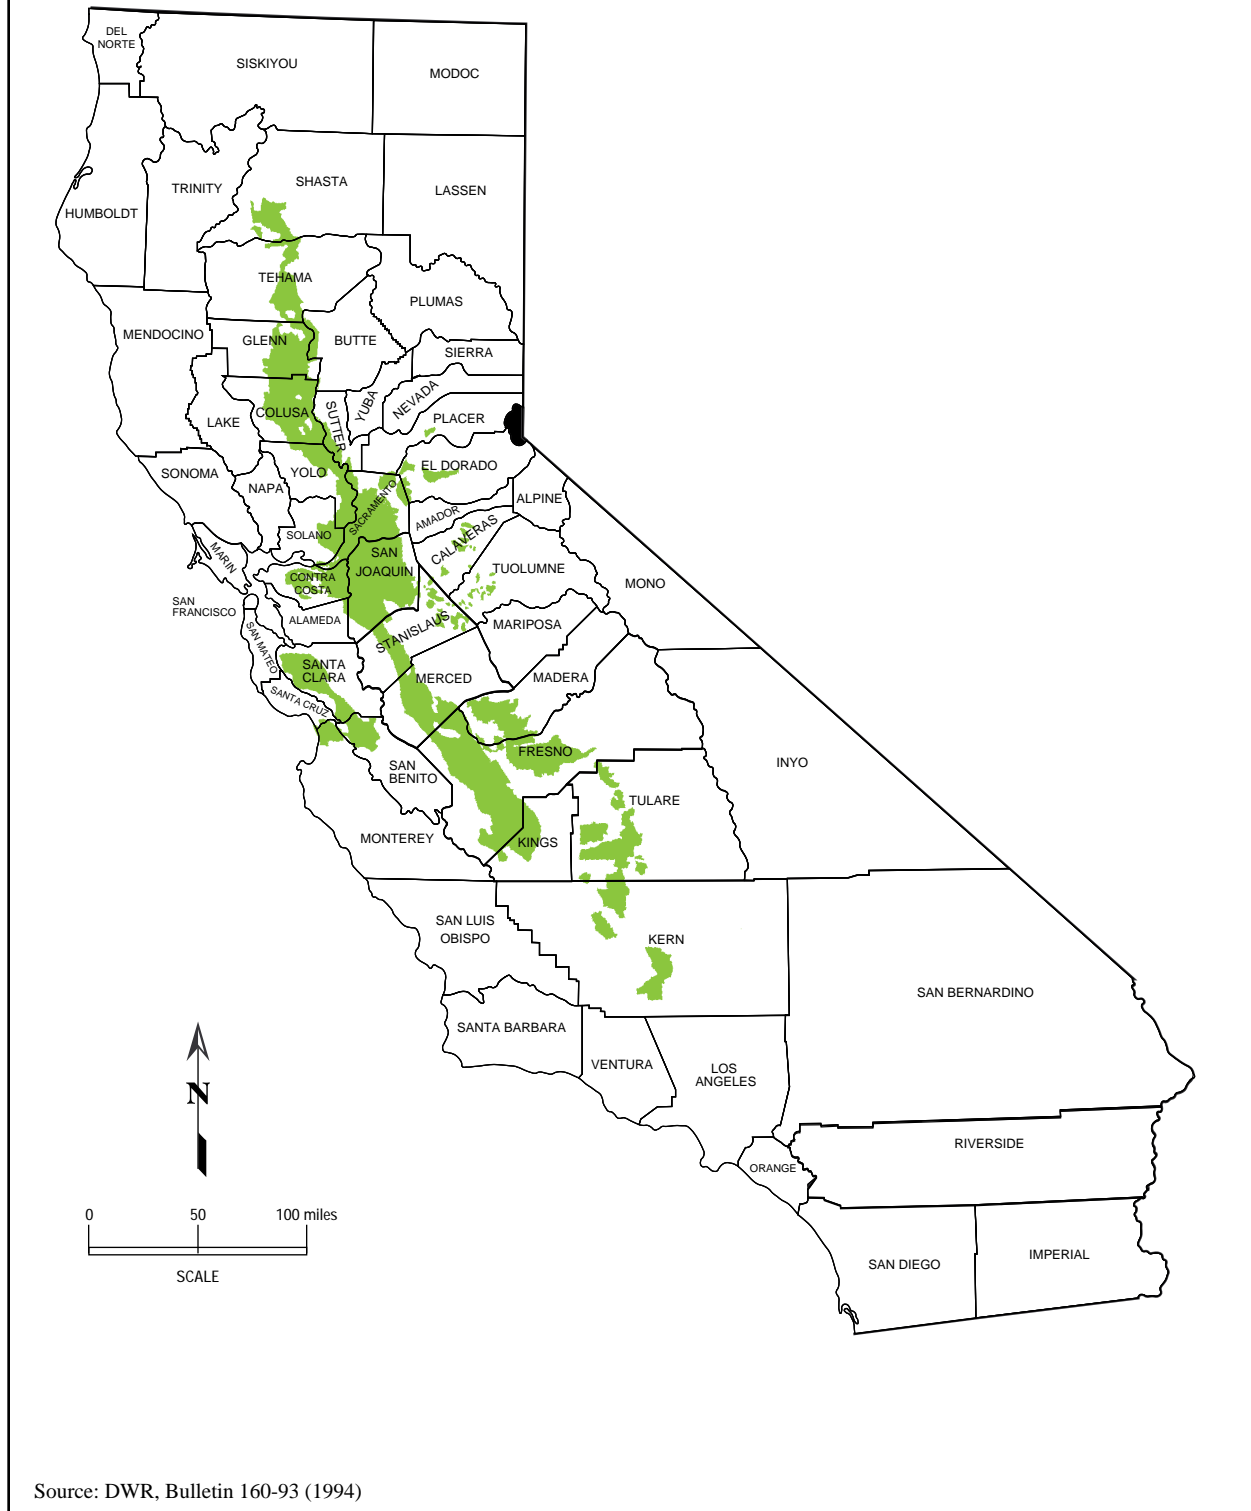 DEL
NORTE
SISKIYOU
MODOC
TRINITY
SHASTA
LASSEN
HUMBOLDT
TEHAMA
PLUMAS
MENDOCINO
GLENN
BUTTE
SIERRA
LAKE
COLUSA
SUTTER
YUBA
NEVADA
PLACER
SONOMA
NAPA
YOLO
EL DORADO
SACRAMENTO
ALPINE
AMADOR
SOLANO
CALAVERAS
MARIN
SAN
JOAQUIN
TUOLUMNE
CONTRA
COSTA
MONO
SAN
FRANCISCO
ALAMEDA
STANISLAUS
MARIPOSA
SAN MATEO
SANTA
CLARA
MERCED
MADERA
SANTA CRUZ
FRESNO
SAN
BENITO
INYO
TULARE
MONTEREY
KINGS
SAN LUIS
OBISPO
KERN
SAN BERNARDINO
SANTA BARBARA
VENTURA
LOS
ANGELES
N
RIVERSIDE
ORANGE
0 50 100 miles
SCALE
SAN DIEGO
IMPERIAL
Source: DWR, Bulletin 160-93 (1994)